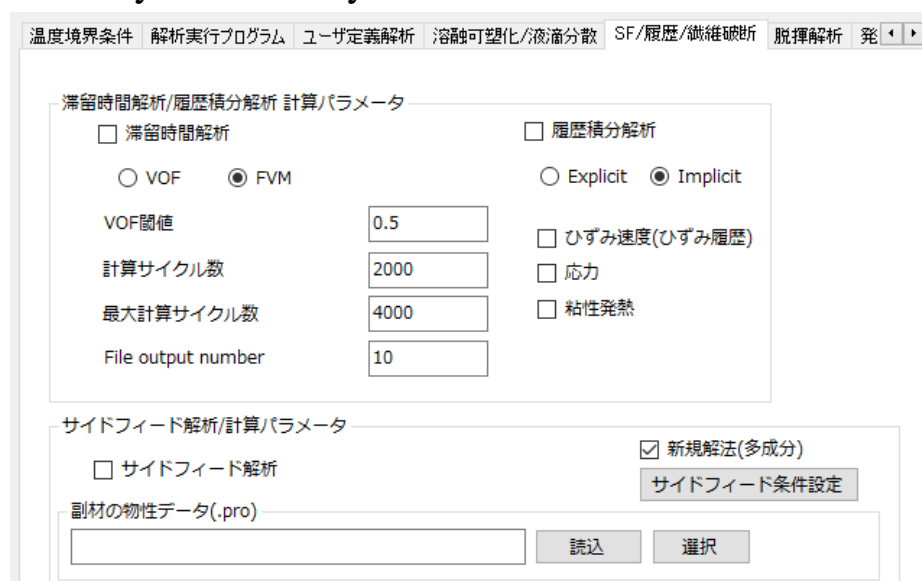 温度境界条件 解析実行プログラム ユーザ定義解析 溶融可塑化/液滴分散 SF/履歴/繊維破断 脱揮解析 発
滞留時間解析/履歴積分解析 計算パラメータ
滞留時間解析 履歴積分解析
VOF FVM Explicit Implicit
VOF閾値 0.5 ひずみ速度(ひずみ履歴)
計算サイクル数 2000 応力
最大計算サイクル数 4000 粘性発熱
File output number 10
サイドフィード解析/計算パラメータ
新規解法(多成分)
サイドフィード解析 サイドフィード条件設定
副材の物性データ(.pro)
読込 選択